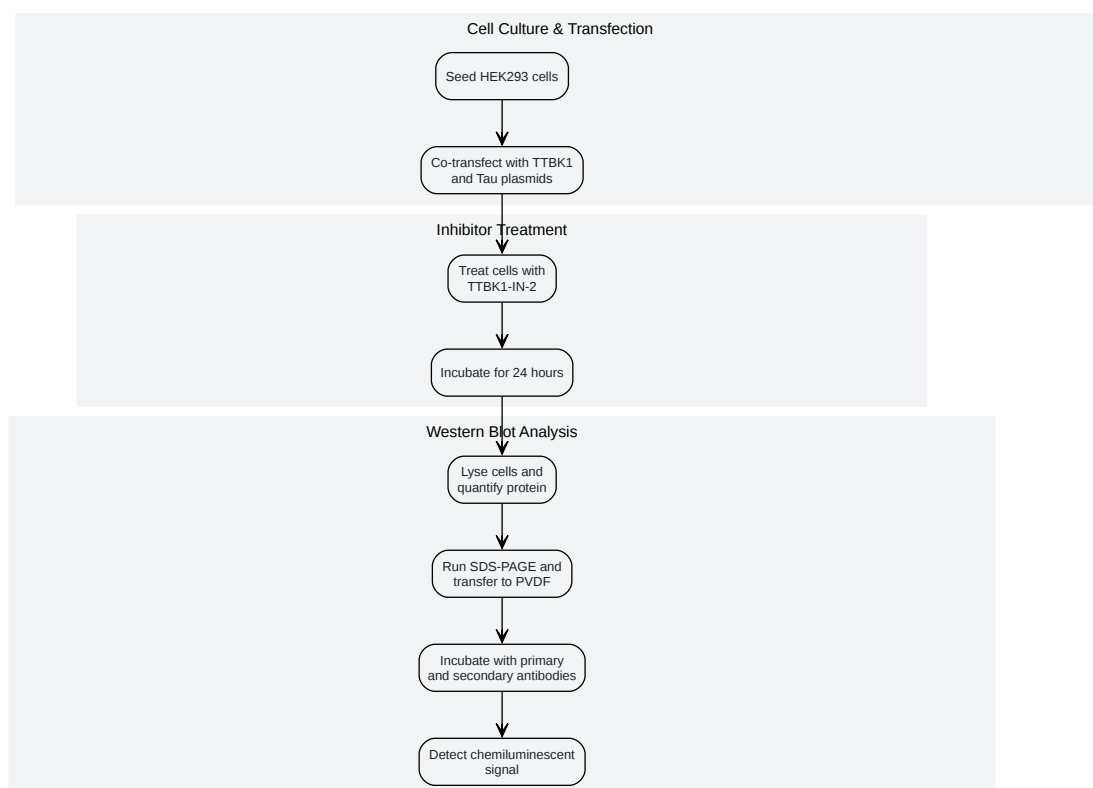 Cell Culture & Transfection
Seed HEK293 cells
Co-transfect with TTBK1
and Tau plasmids
Inhibitor Treatment
Treat cells with
TTBK1-IN-2
Incubate for 24 hours
Western Blot Analysis
Lyse cells and
quantify protein
Run SDS-PAGE and
transfer to PVDF
Incubate with primary
and secondary antibodies
Detect chemiluminescent
signal